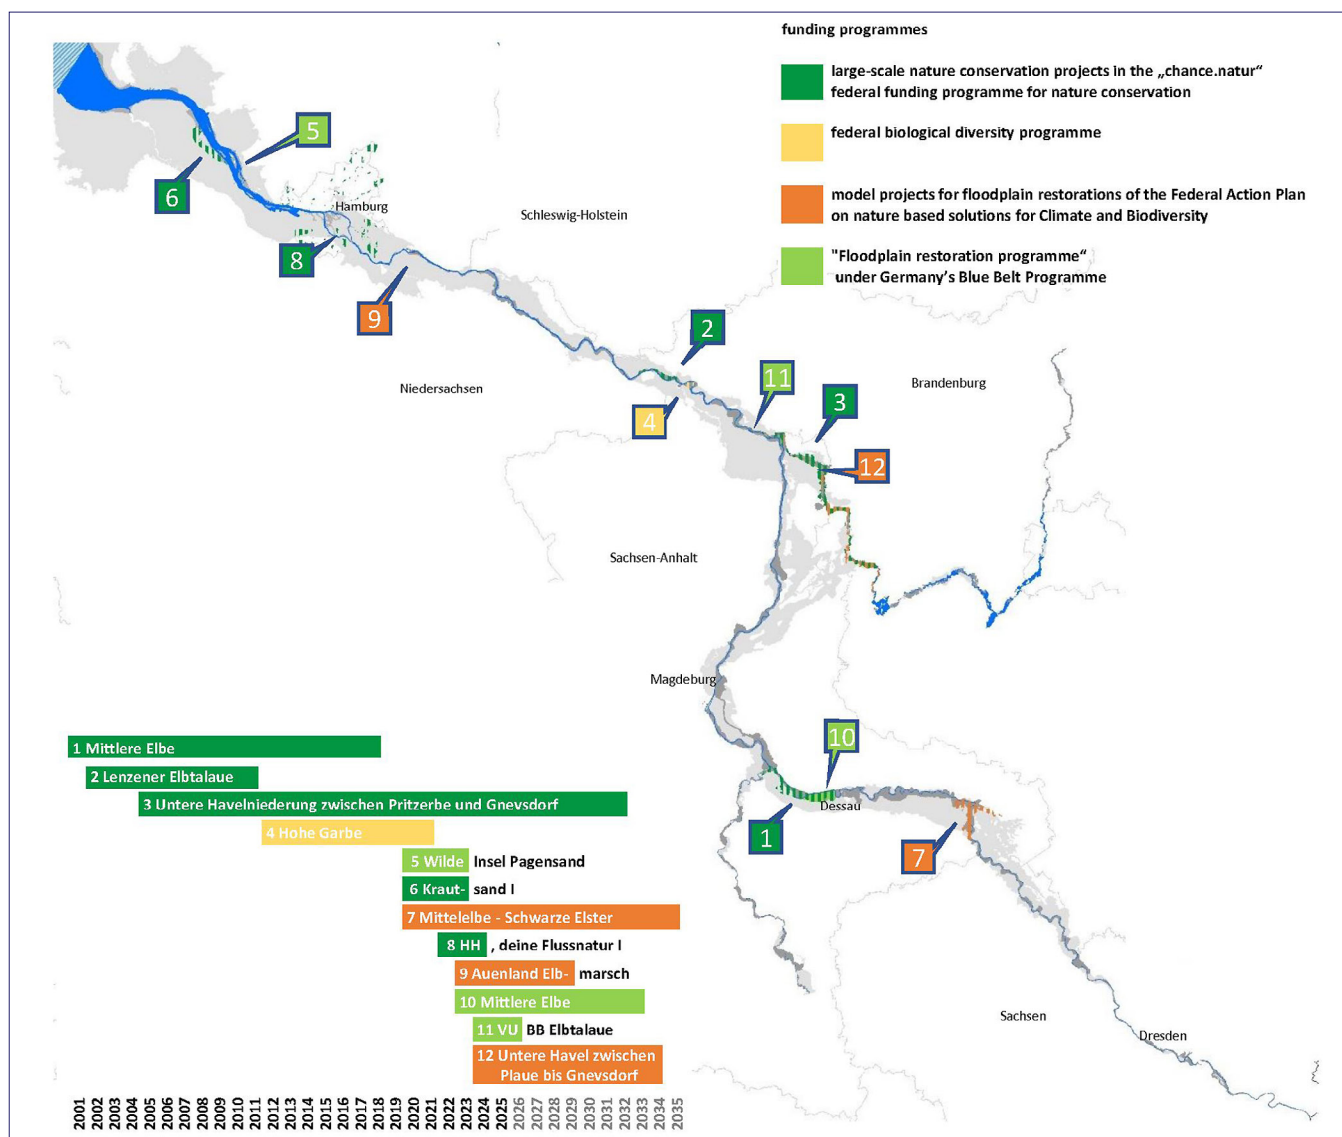 funding programmes
large-scale nature conservation projects in the „chance.natur“
federal funding programme for nature conservation
federal biological diversity programme
model projects for floodplain restorations of the Federal Action Plan
on nature based solutions for Climate and Biodiversity
"Floodplain restoration programme“
under Germany's Blue Belt Programme
5
6
Hamburg
Schleswig-Holstein
8
9
2
Niedersachsen
11
3
Brandenburg
4
12
Sachsen-Anhalt
Magdeburg
10
Dessau
1
7
Sachsen
Dresden
1 Mittlere Elbe
2 Lenzener Elbtalaue
3 Untere Havelniederung zwischen Pritzerbe und Gnevsdorf
4 Hohe Garbe
5 Wilde Insel Pagensand
6 Kraut- sand I
7 Mittelelbe - Schwarze Elster
8 HH , deine Flussnatur I
9 Auenland Elb- marsch
10 Mittlere Elbe
11 VU BB Elbtalaue
12 Untere Havel zwischen
Plaue bis Gnevsdorf
2001 2002 2003 2004 2005 2006 2007 2008 2009 2010 2011 2012 2013 2014 2015 2016 2017 2018 2019 2020 2021 2022 2023 2024 2025 2026 2027 2028 2029 2030 2031 2032 2033 2034 2035